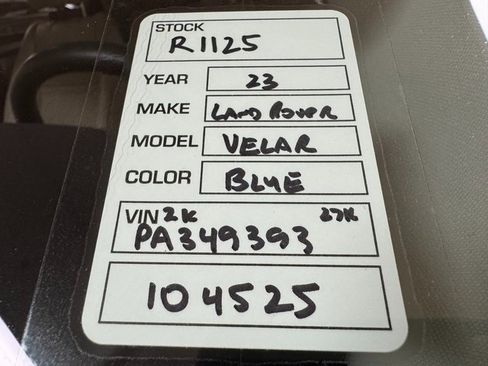 STOCK
R1125
YEAR 23
MAKE LAND ROVER
MODEL VELAR
COLOR BLUE
VIN 2K 27K
PA349393
104525